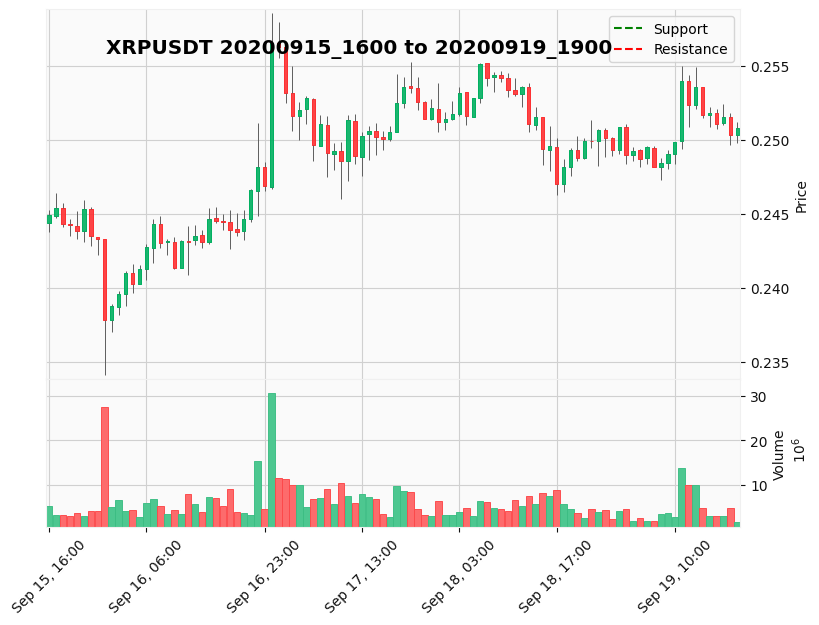 XRPUSDT 20200915_1600 to 20200919_1900
Support
Resistance
0.255
0.250
0.245
0.240
0.235
Price
30
20
10
Volume
10^6
Sep 15, 16:00
Sep 16, 06:00
Sep 16, 23:00
Sep 17, 13:00
Sep 18, 03:00
Sep 18, 17:00
Sep 19, 10:00